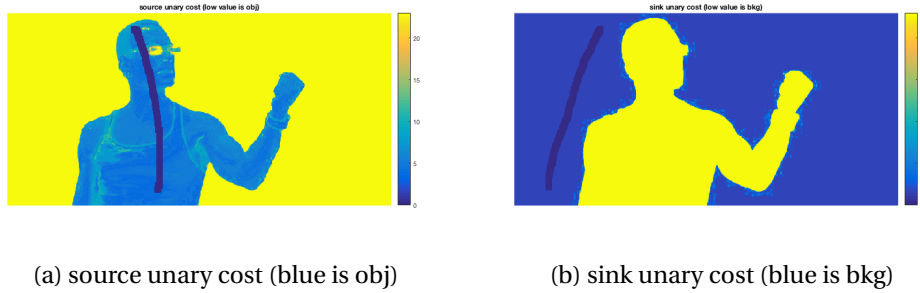 source unary cost (low value is obj)
sink unary cost (low value is bkg)
20
15
10
5
0
(a) source unary cost (blue is obj)
(b) sink unary cost (blue is bkg)